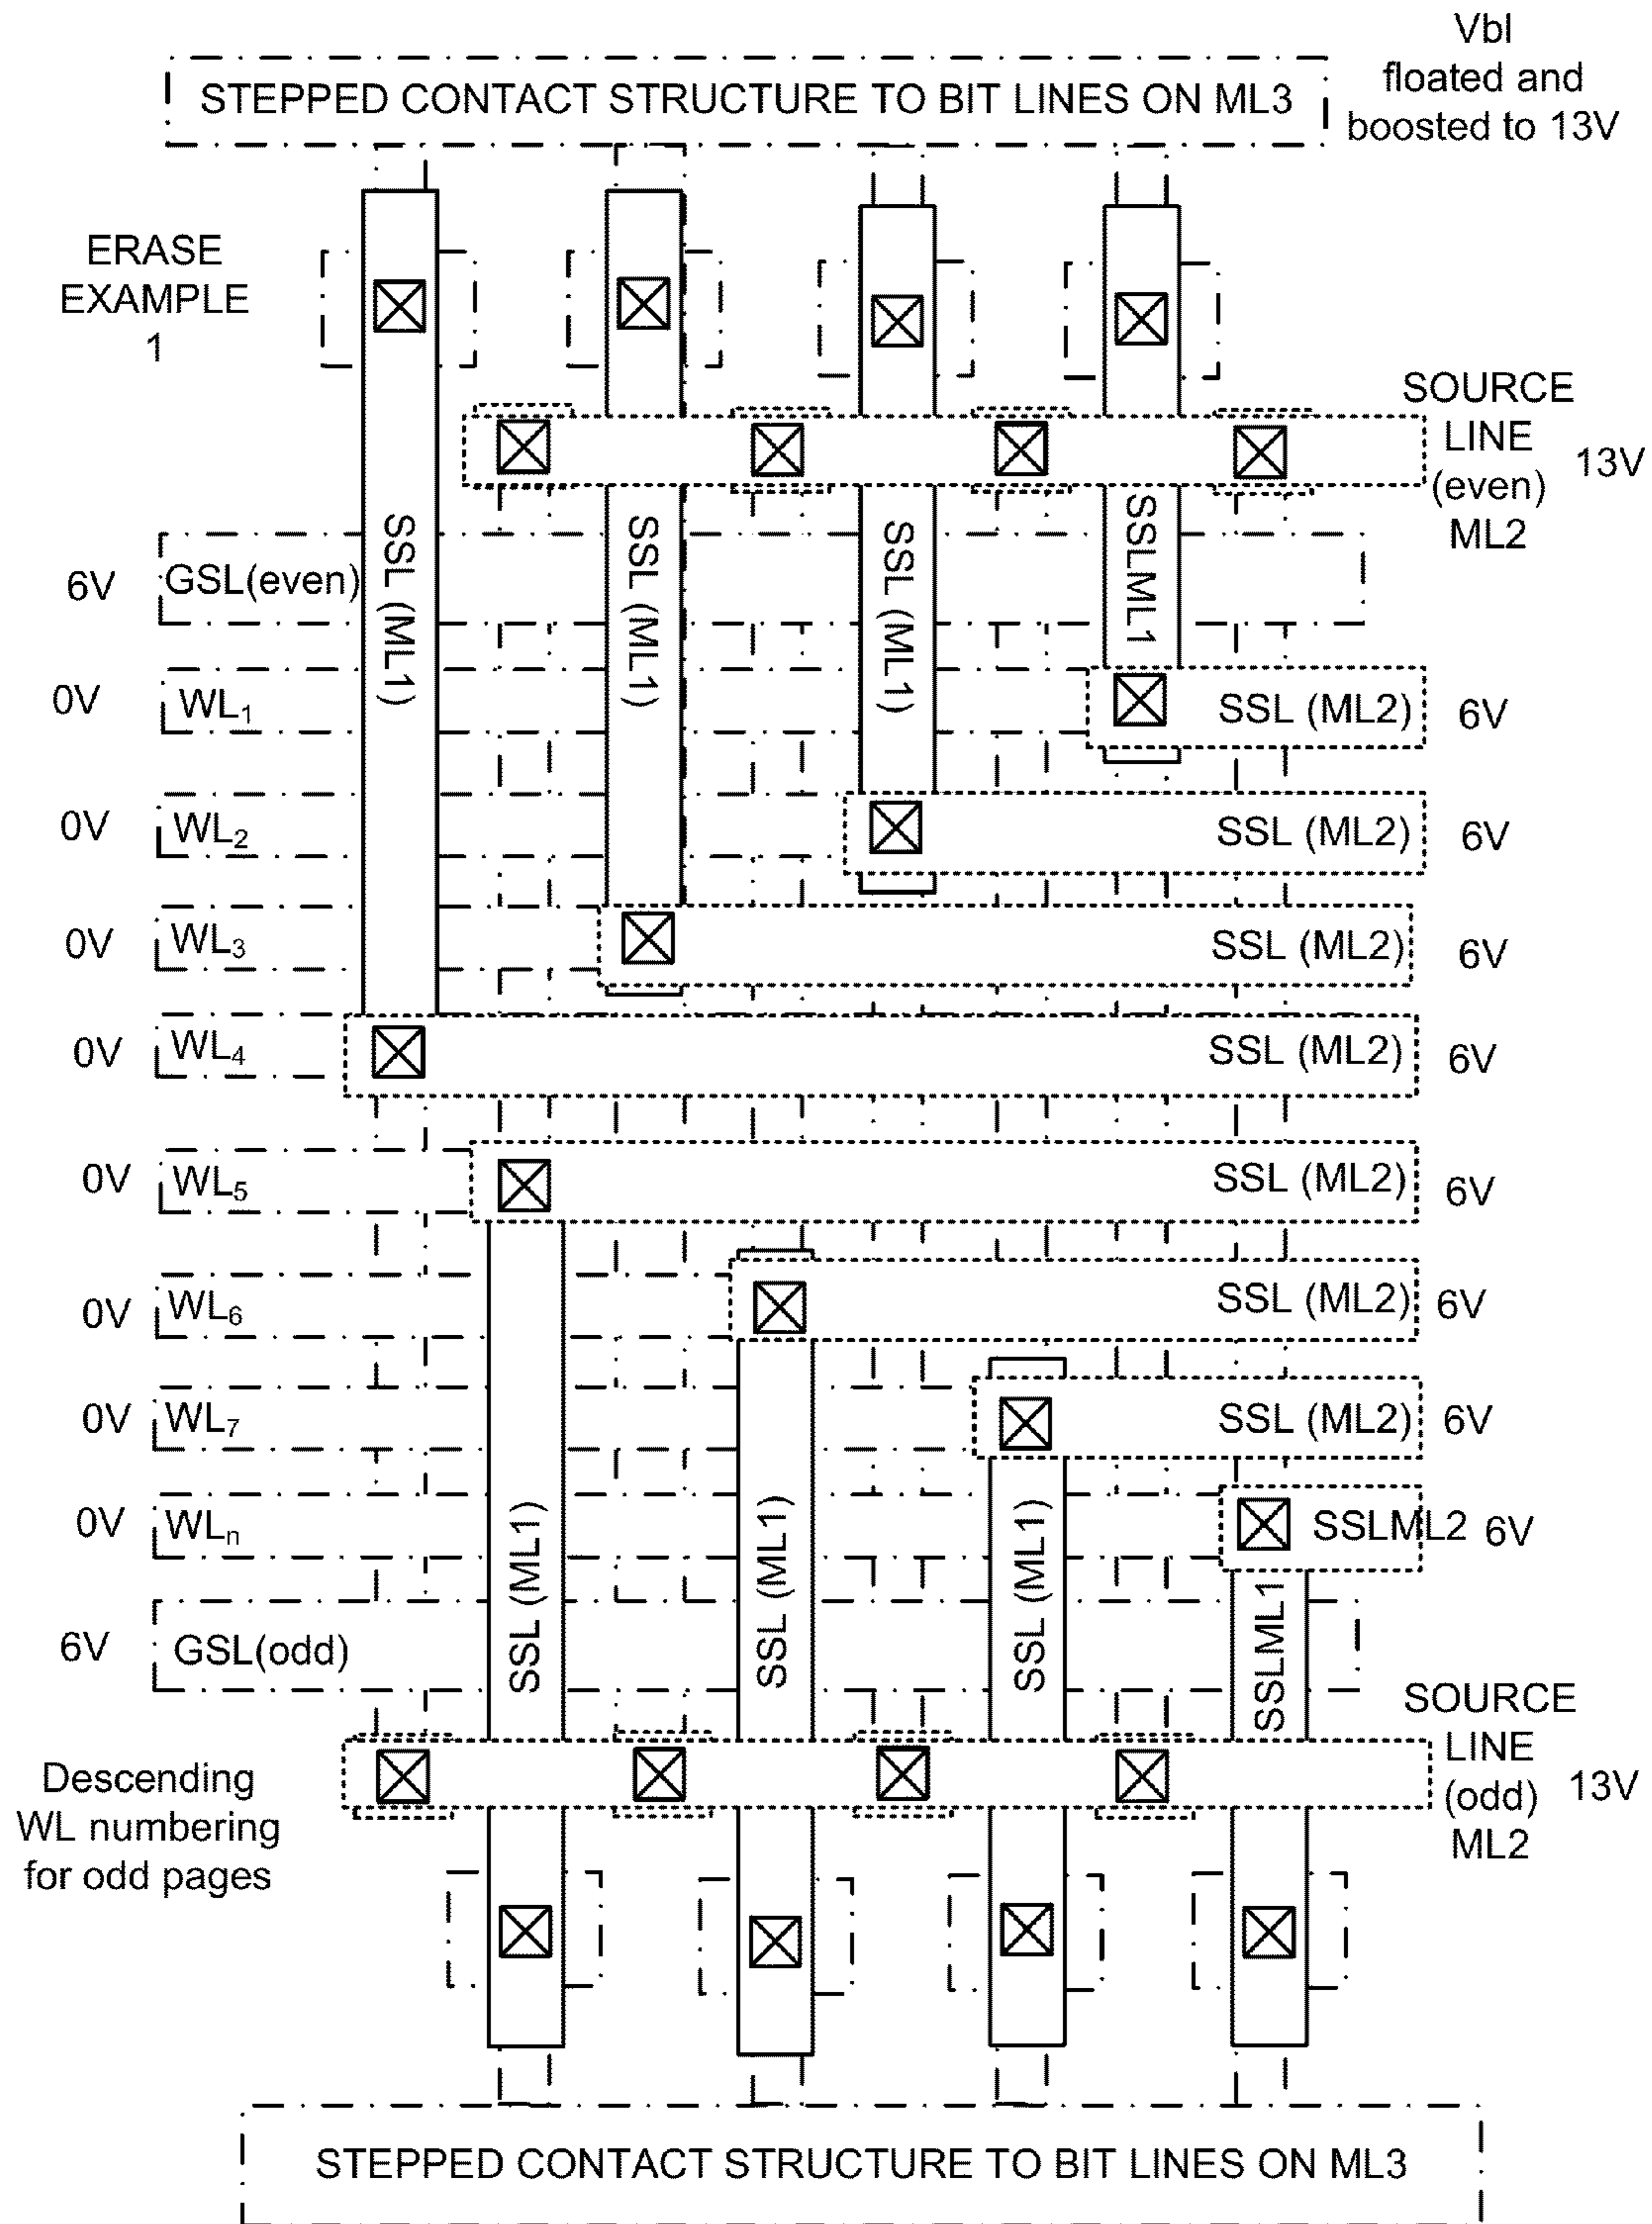 Vbl
floated and
boosted to 13V
STEPPED CONTACT STRUCTURE TO BIT LINES ON ML3
ERASE
EXAMPLE
1
SOURCE
LINE
(even)
ML2
13V
SSL (ML1)
SSL (ML1)
SSL (ML1)
SSLML1
6V GSL(even)
0V WL₁ SSL (ML2) 6V
0V WL₂ SSL (ML2) 6V
0V WL₃ SSL (ML2) 6V
0V WL₄ SSL (ML2) 6V
0V WL₅ SSL (ML2) 6V
0V WL₆ SSL (ML2) 6V
0V WL₇ SSL (ML2) 6V
0V WLₙ SSLML2 6V
SSL (ML1)
SSL (ML1)
SSL (ML1)
SSLML1
6V GSL(odd)
SOURCE
LINE
(odd)
ML2
13V
Descending
WL numbering
for odd pages
STEPPED CONTACT STRUCTURE TO BIT LINES ON ML3